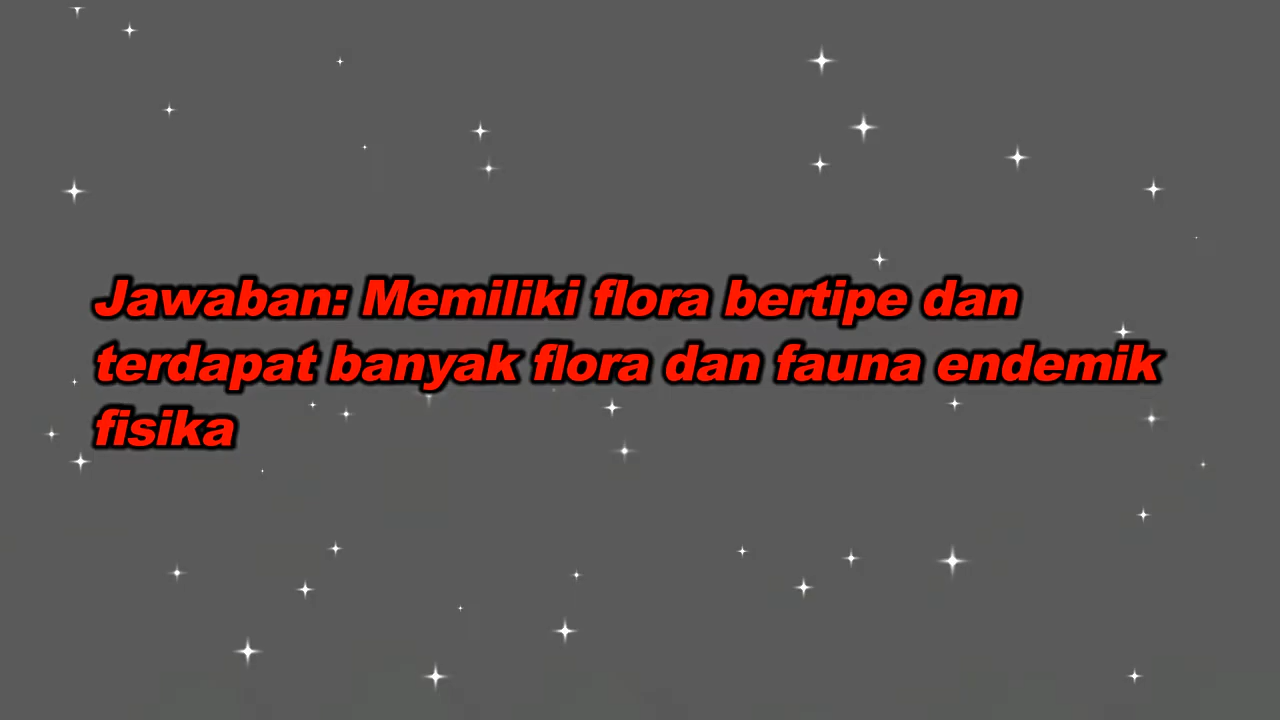 Jawaban: Memiliki flora bertipe dan
terdapat banyak flora dan fauna endemik
fisika